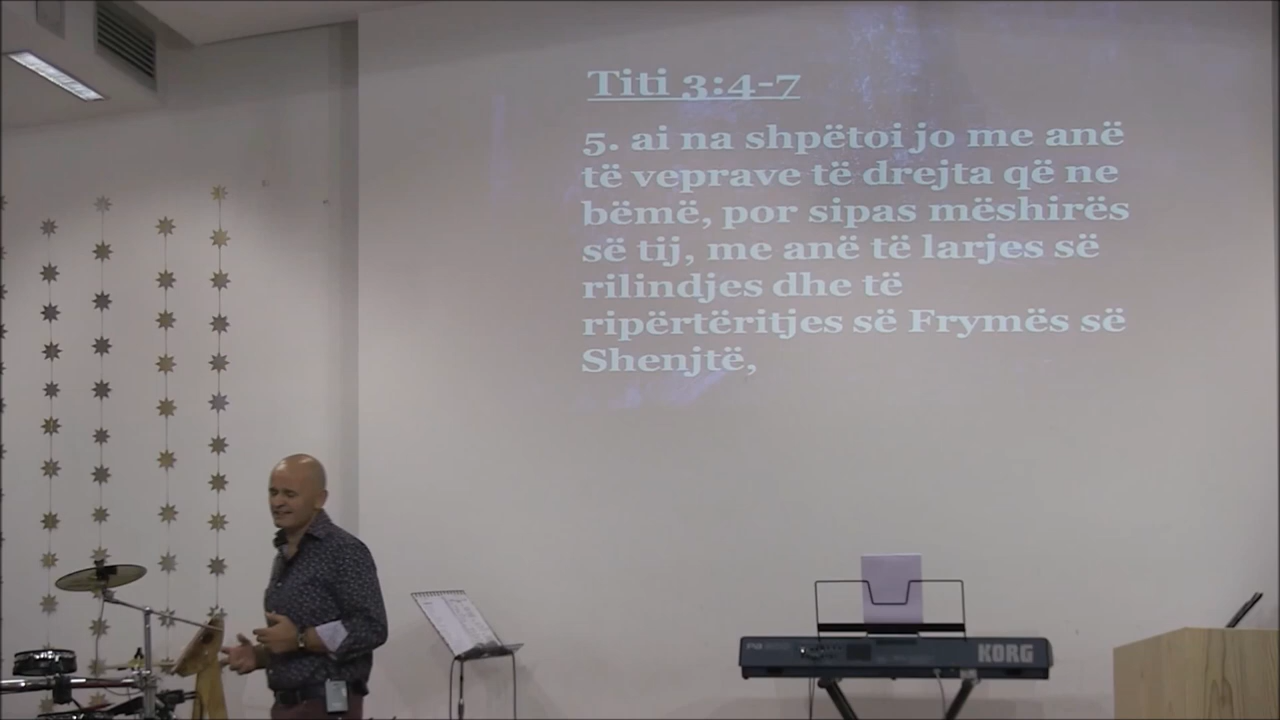 Titi 3:4-7
5. ai na shpëtoi jo me anë
të veprave të drejta që ne
bëmë, por sipas mëshirës
së tij, me anë të larjes së
rilindjes dhe të
ripërtëritjes së Frymës së
Shenjtë,
KORG